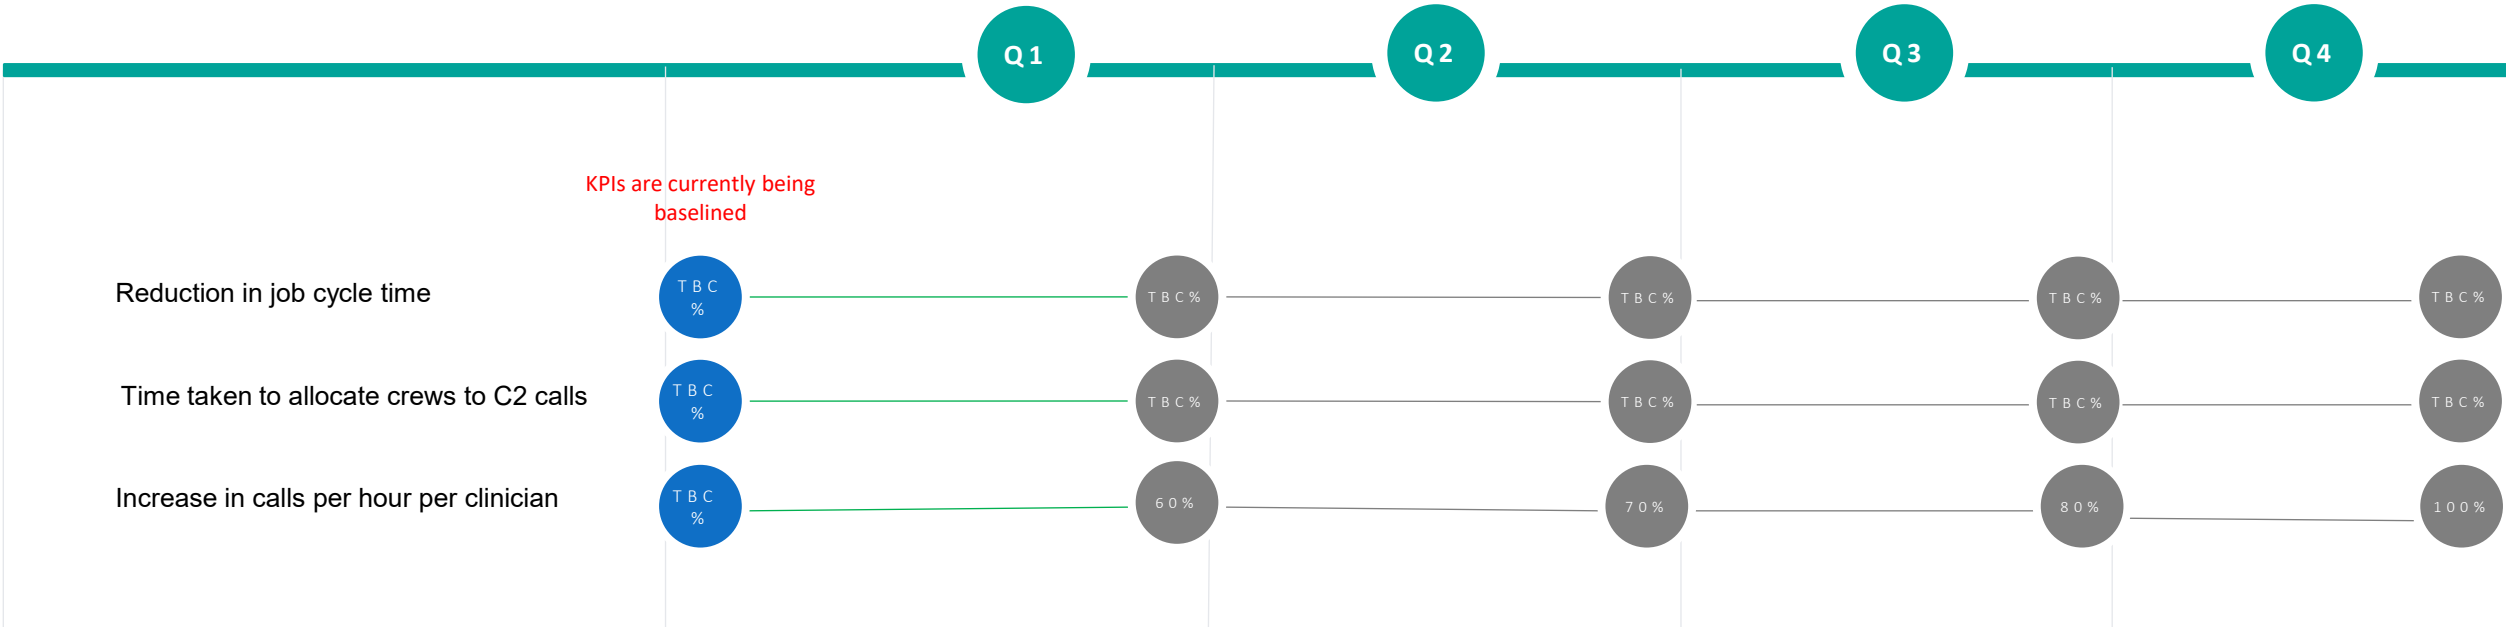 Q1
Q2
Q3
Q4
KPIs are currently being
baselined
Reduction in job cycle time
TBC
%
TBC%
TBC%
TBC%
TBC%
Time taken to allocate crews to C2 calls
TBC
%
TBC%
TBC%
TBC%
TBC%
Increase in calls per hour per clinician
TBC
%
60%
70%
80%
100%